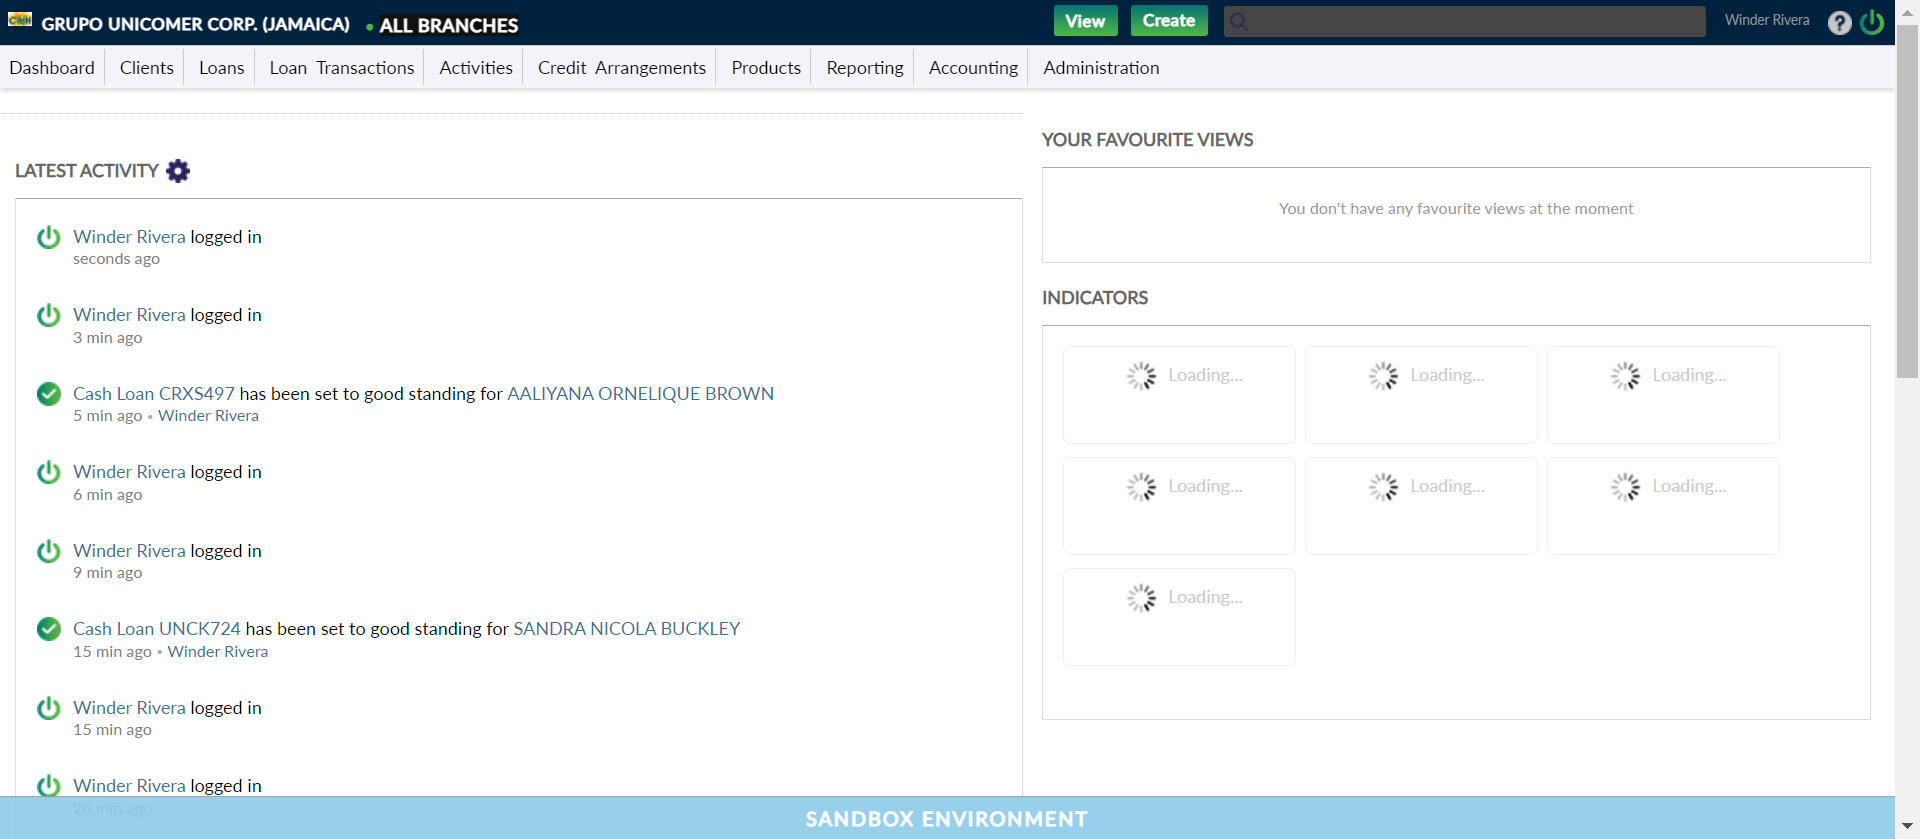 GRUPO UNICOMER CORP. (JAMAICA) • ALL BRANCHES
View
Create
Winder Rivera
?
Dashboard
Clients
Loans
Loan Transactions
Activities
Credit Arrangements
Products
Reporting
Accounting
Administration
LATEST ACTIVITY
Winder Rivera logged in
seconds ago
Winder Rivera logged in
3 min ago
Cash Loan CRXS497 has been set to good standing for AALIYANA ORNELIQUE BROWN
5 min ago • Winder Rivera
Winder Rivera logged in
6 min ago
Winder Rivera logged in
9 min ago
Cash Loan UNCK724 has been set to good standing for SANDRA NICOLA BUCKLEY
15 min ago • Winder Rivera
Winder Rivera logged in
15 min ago
Winder Rivera logged in
20 min ago
YOUR FAVOURITE VIEWS
You don't have any favourite views at the moment
INDICATORS
Loading...
Loading...
Loading...
Loading...
Loading...
Loading...
Loading...
SANDBOX ENVIRONMENT